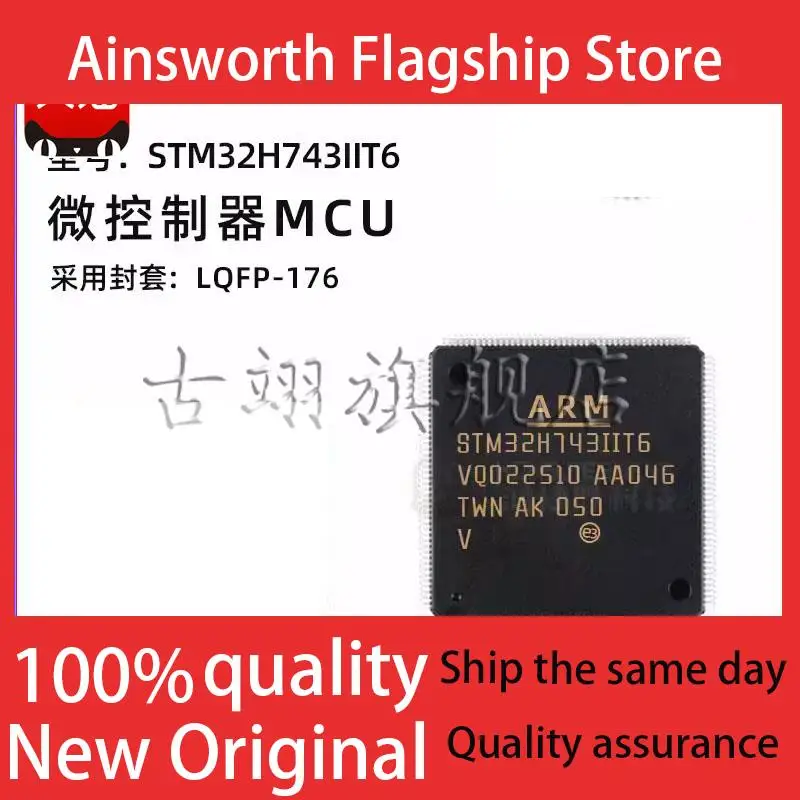 Ainsworth Flagship Store
型号: STM32H743IIT6
微控制器MCU
采用封套: LQFP-176
古翊旗舰店
ARM
STM32H743IIT6
VQ022510 AA046
TWN AK 050
V e3
100% quality
Ship the same day
New Original
Quality assurance